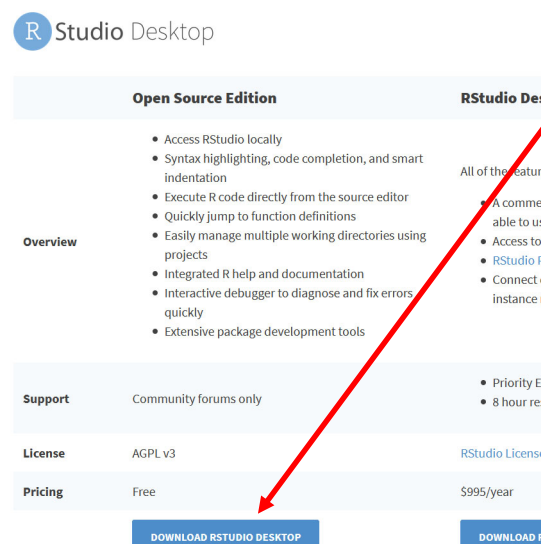 R Studio Desktop
Open Source Edition
RStudio
Overview
Access RStudio locally
Syntax highlighting, code completion, and smart
indentation
Execute R code directly from the source editor
Quickly jump to function definitions
Easily manage multiple working directories using
projects
Integrated R help and documentation
Interactive debugger to diagnose and fix errors
quickly
Extensive package development tools
All of the
A
able to
Access to
RStudio
Connect
instance
Support
Community forums only
Priority
8 hour
License
AGPL v3
RStudio License
Pricing
Free
$995/year
DOWNLOAD RSTUDIO DESKTOP
DOWNLOAD